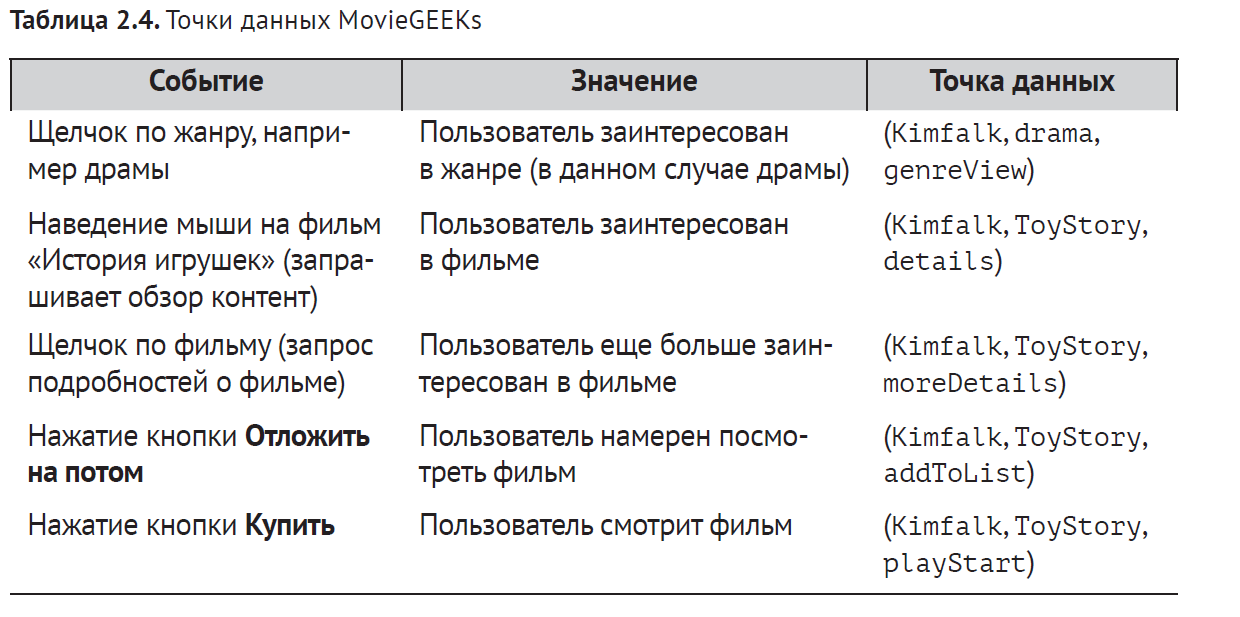 Таблица 2.4. Точки данных MovieGEEKs
Событие Значение Точка данных
Щелчок по жанру, напри-
мер драмы
Пользователь заинтересован
в жанре (в данном случае драмы)
(Kimfalk, drama,
genreView)
Наведение мыши на фильм
«История игрушек» (запра-
шивает обзор контент)
Пользователь заинтересован
в фильме
(Kimfalk, ToyStory,
details)
Щелчок по фильму (запрос
подробностей о фильме)
Пользователь еще больше заин-
тересован в фильме
(Kimfalk, ToyStory,
moreDetails)
Нажатие кнопки Отложить
на потом
Пользователь намерен посмо-
треть фильм
(Kimfalk, ToyStory,
addToList)
Нажатие кнопки Купить
Пользователь смотрит фильм
(Kimfalk, ToyStory,
playStart)